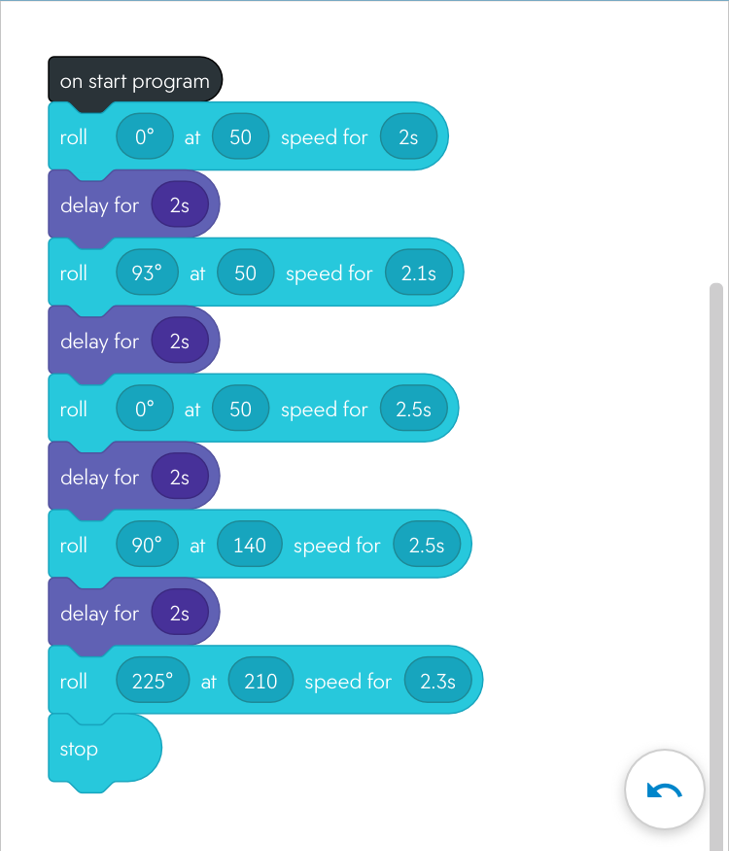 on start program
roll 0° at 50 speed for 2s
delay for 2s
roll 93° at 50 speed for 2.1s
delay for 2s
roll 0° at 50 speed for 2.5s
delay for 2s
roll 90° at 140 speed for 2.5s
delay for 2s
roll 225° at 210 speed for 2.3s
stop